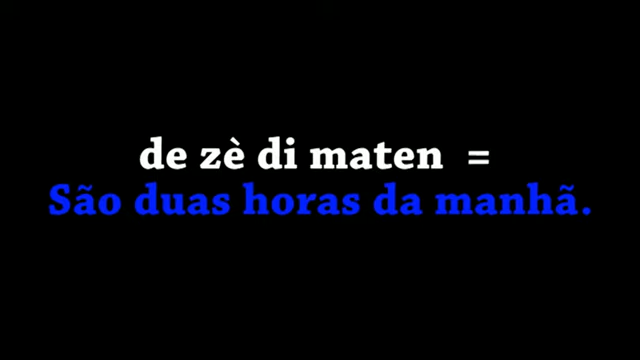 de zè di maten =
São duas horas da manhã.